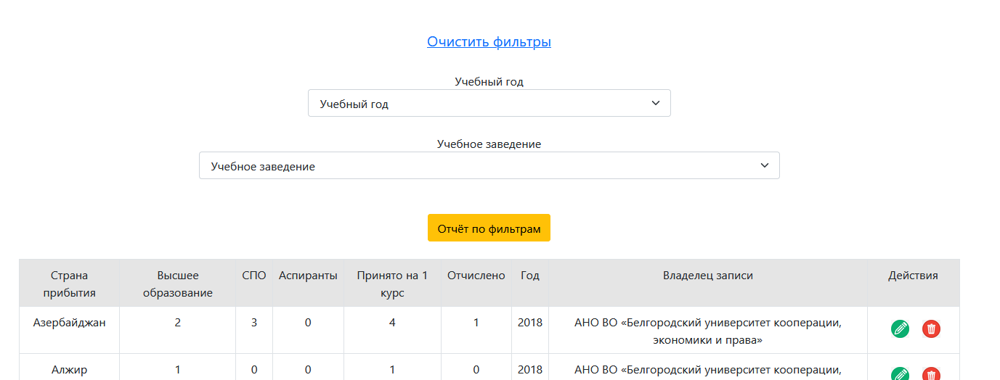 Очистить фильтры
Учебный год
Учебный год
Учебное заведение
Учебное заведение
Отчёт по фильтрам
Страна прибытия Высшее образование СПО Аспиранты Принято на 1 курс Отчислено Год Владелец записи Действия
Азербайджан 2 3 0 4 1 2018 АНО ВО «Белгородский университет кооперации,
экономики и права»
Алжир 1 0 0 1 0 2018 АНО ВО «Белгородский университет кооперации,